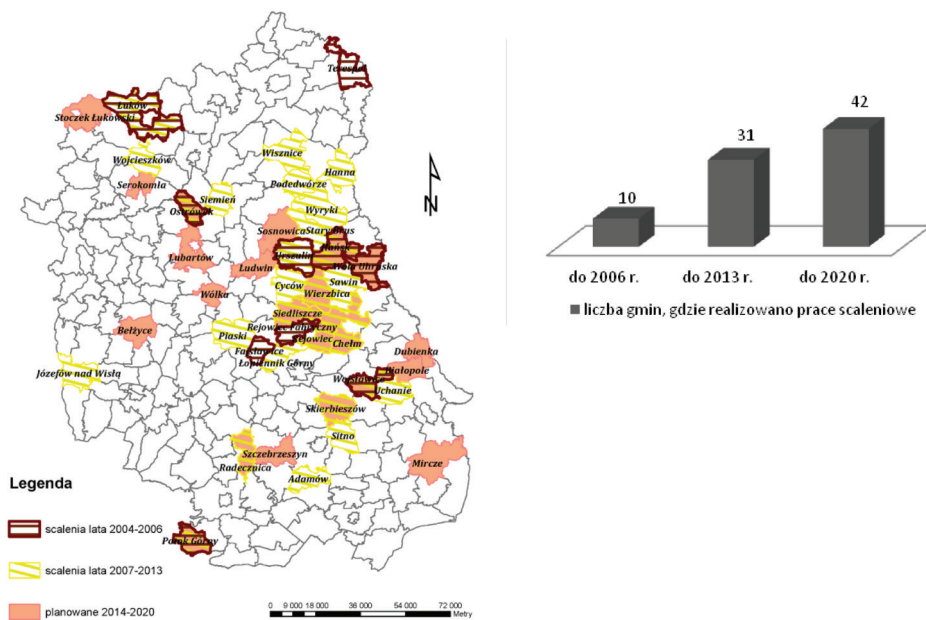 Terespol
Łuków
Stoczek Łukowski
Wojcieszków
Serokomla
Wisznice
Hanna
Podedwórze
Siemień
Ostrówek
Wyryki
Stary Brus
Sosnowica
Hańsk
Urszulin
Wola Uhruska
Lubartów
Ludwin
Sawin
Cyców
Wierzbica
Wólka
Siedliszcze
Rejowiec Fabryczny
Rejowiec
Bełżyce
Piaski
Chełm
Fajsławice
Łopiennik Górny
Dubienka
Białopole
Józefów nad Wisłą
Wojsławice
Uchanie
Skierbieszów
Sitno
Szczebrzeszyn
Radecznica
Mircze
Adamów
Potok Górny
N
Legenda
scalenia lata 2004-2006
scalenia lata 2007-2013
planowane 2014-2020
0 9 000 18 000 36 000 54 000 72 000
Metry
10
31
42
do 2006 r.
do 2013 r.
do 2020 r.
liczba gmin, gdzie realizowano prace scaleniowe